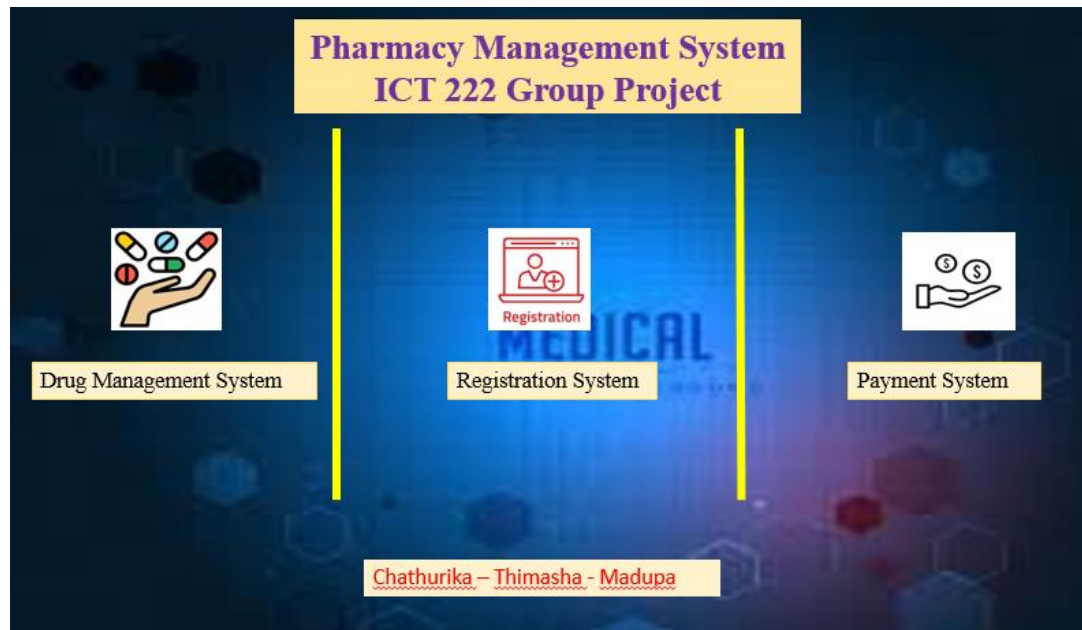 Pharmacy Management System
ICT 222 Group Project
Registration
MEDICAL
Drug Management System
Registration System
Payment System
Chathurika – Thimasha - Madupa